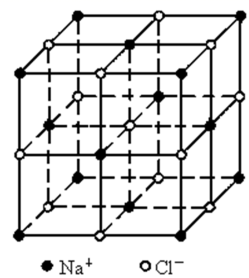 ● Na⁺ ○ Cl⁻